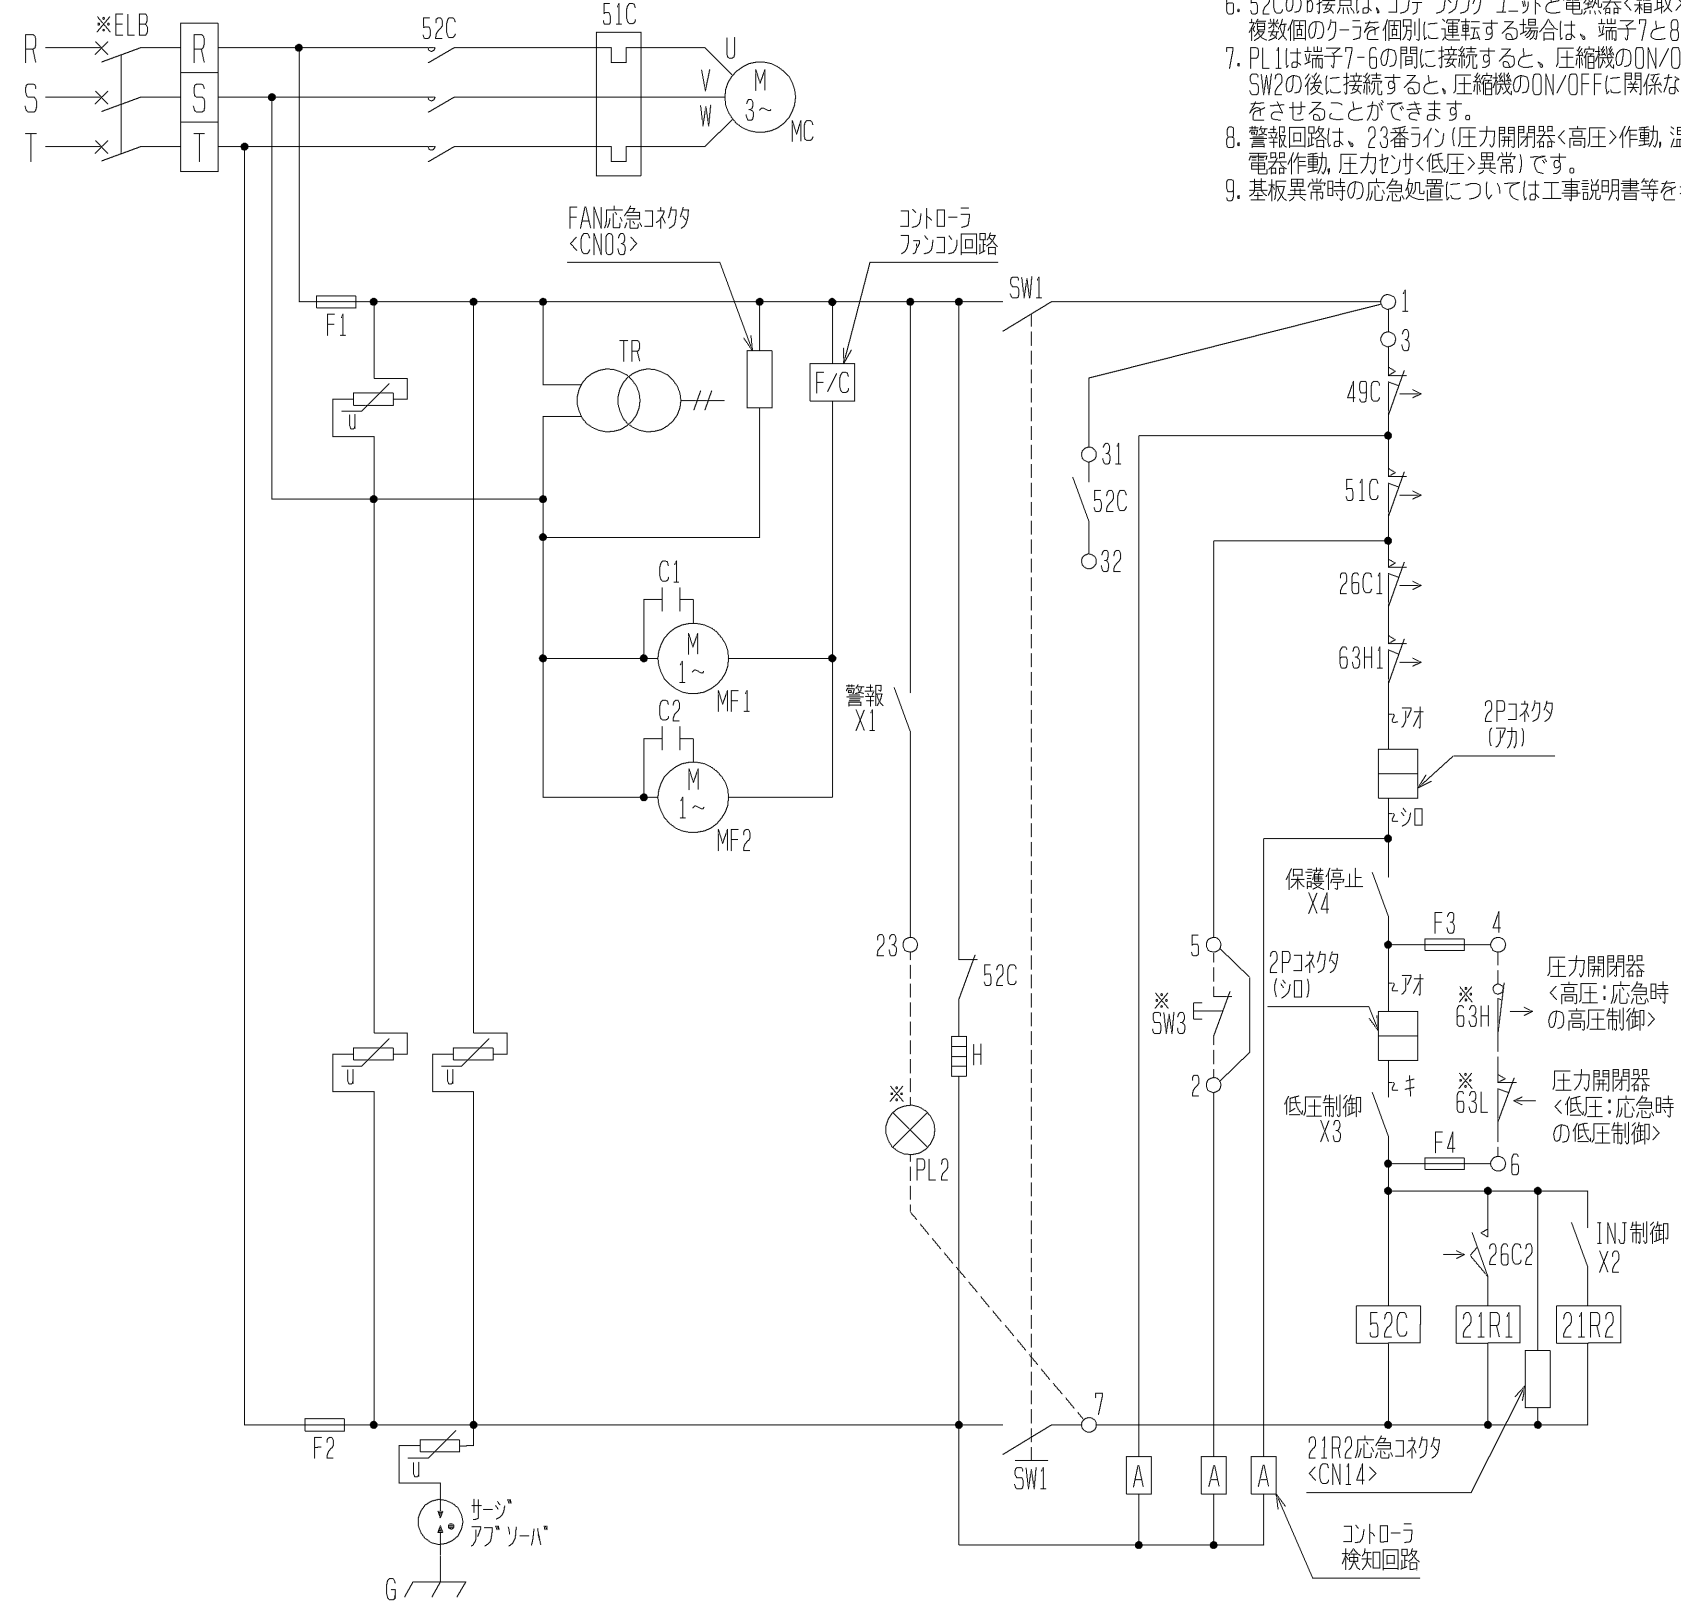 6. 52Cのb接点は、コンデンシングユニットと電熱器<箱取>
複数個のクーラを個別に運転する場合は、端子7と8
7. PL1は端子7-6の間に接続すると、圧縮機のON/O
SW2の後に接続すると、圧縮機のON/OFFに関係な
をさせることができます。
8. 警報回路は、23番ライン(圧力開閉器<高圧>作動, 温
電器作動, 圧力センサ<低圧>異常)です。
9. 基板異常時の応急処置については工事説明書等を
※ELB
52C
51C
R
R
U
S
S
V
M
3~
T
T
W
MC
FAN応急コネクタ
<CN03>
コントローラ
ファンコン回路
F1
SW1
1
3
TR
F/C
49C
U
31
52C
32
51C
26C1
63H1
C1
M
1~
MF1
C2
M
1~
MF2
警報
X1
アオ
2Pコネクタ
(アカ)
シロ
保護停止
X4
F3
4
23
52C
5
2Pコネクタ
(シロ)
アオ
※
63H
圧力開閉器
<高圧:応急時
の高圧制御>
※
SW3
H
U
U
2
キ
※
63L
圧力開閉器
<低圧:応急時
の低圧制御>
※
PL2
低圧制御
X3
F4
6
26C2
INJ制御
X2
52C
21R1
21R2
F2
7
U
SW1
A
A
A
21R2応急コネクタ
<CN14>
サージ
アブソーバ
コントローラ
検知回路
G